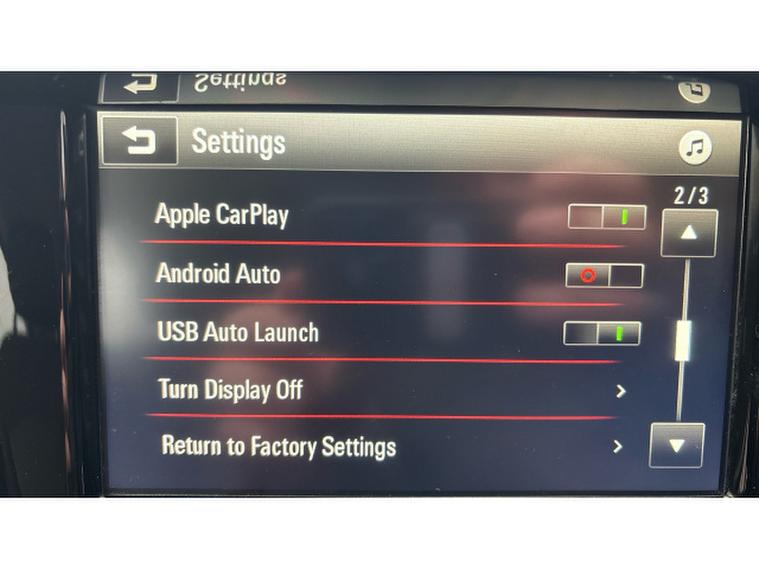 Settings
Settings
2/3
Apple CarPlay
Android Auto
USB Auto Launch
Turn Display Off
Return to Factory Settings